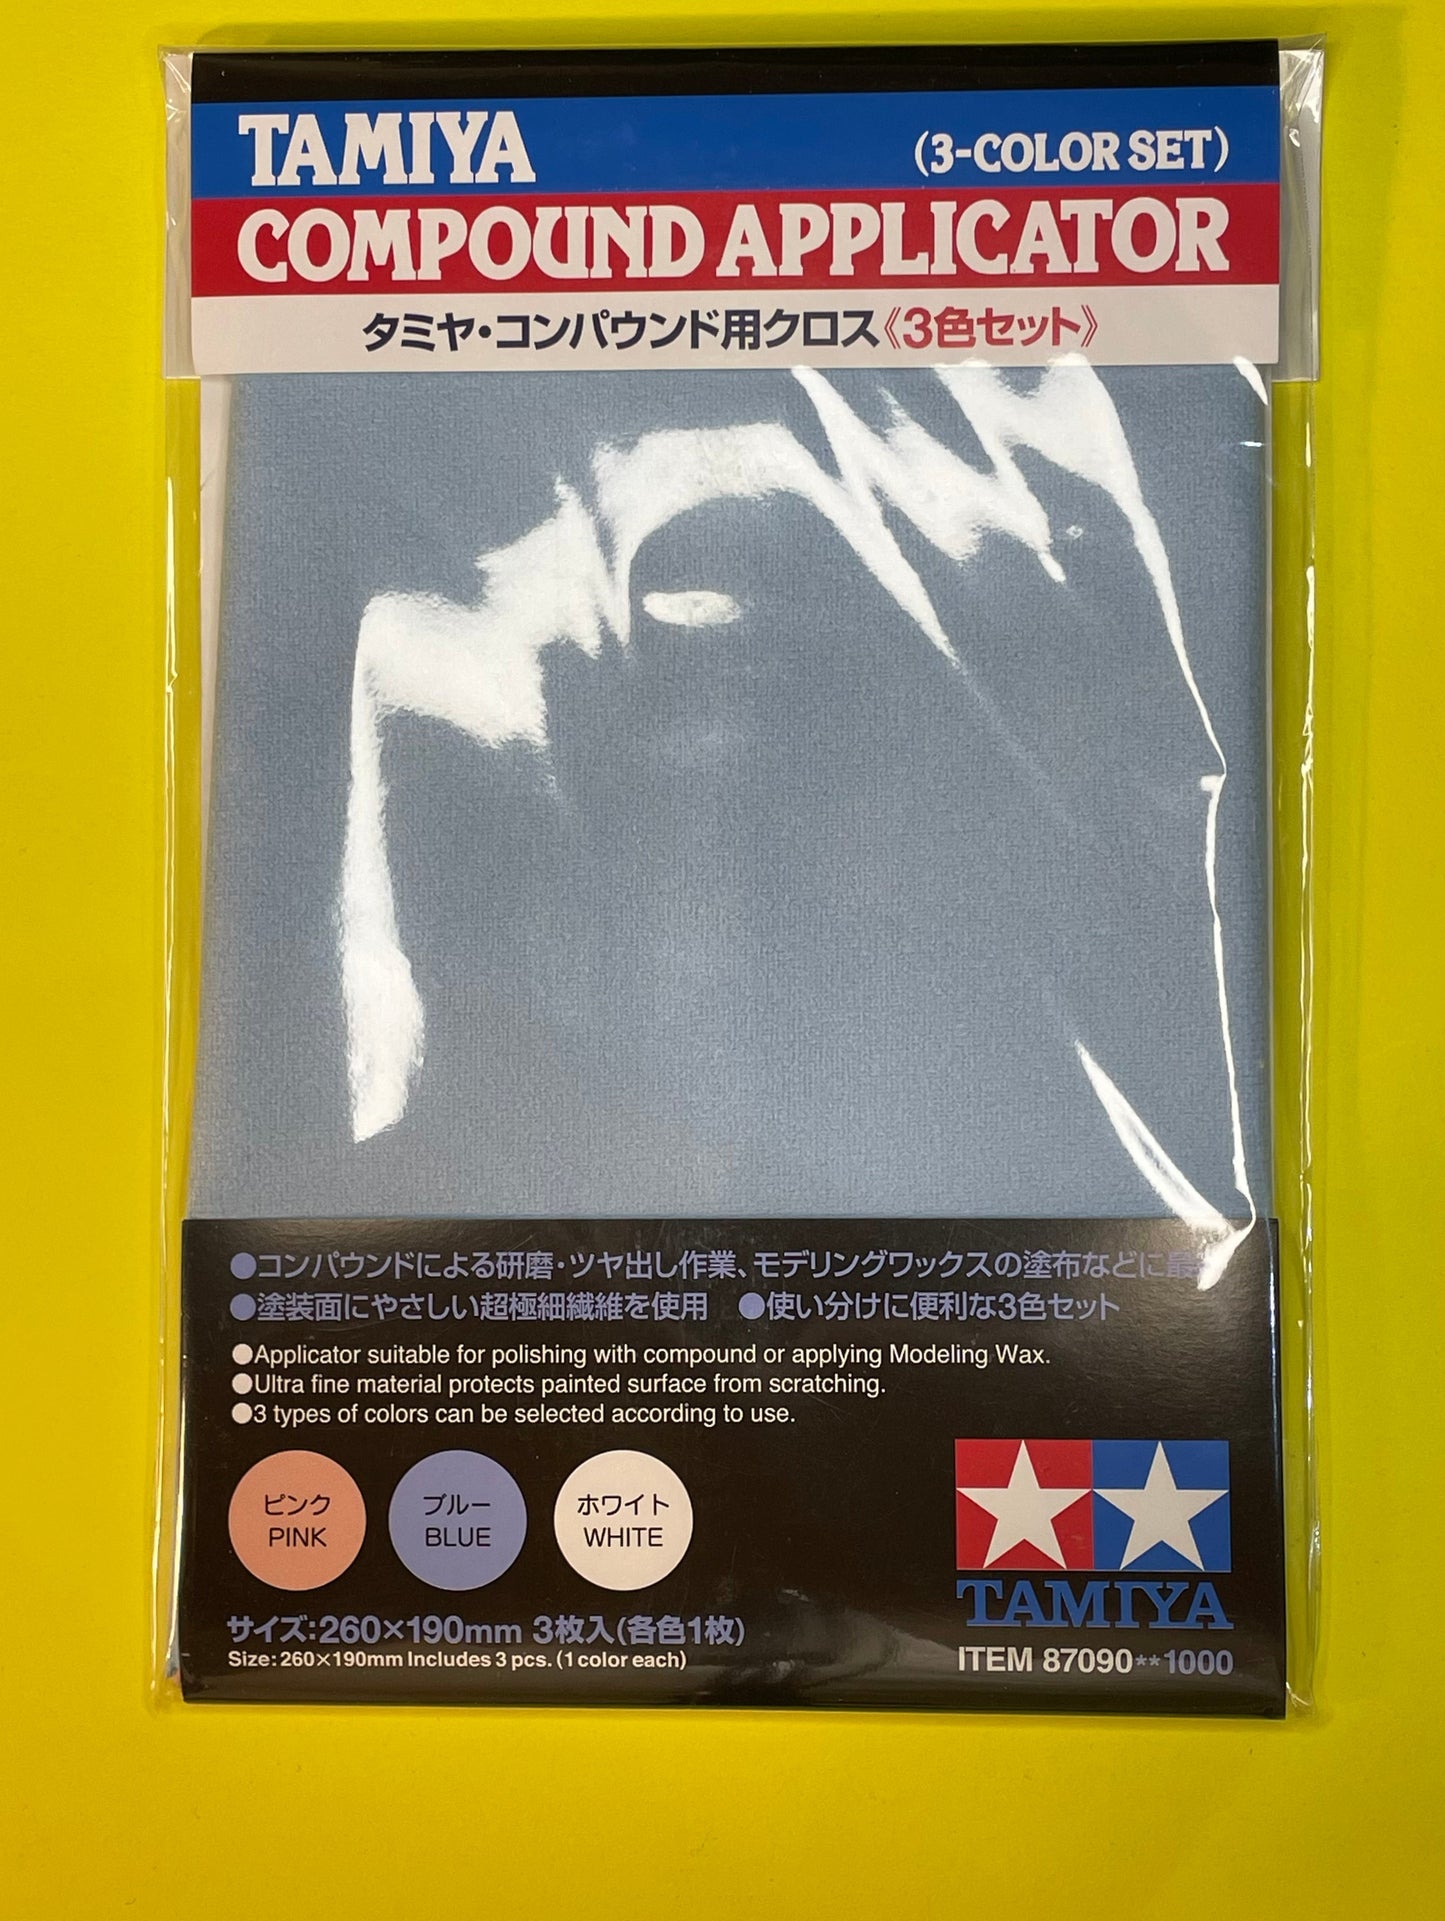 TAMIYA (3-COLOR SET)
COMPOUND APPLICATOR
タミヤ・コンパウンド用クロス《3色セット》
●コンパウンドによる研磨・ツヤ出し作業、モデリングワックスの塗布などに最
●塗装面にやさしい超極細繊維を使用 ●使い分けに便利な3色セット
●Applicator suitable for polishing with compound or applying Modeling Wax.
●Ultra fine material protects painted surface from scratching.
●3 types of colors can be selected according to use.
ピンク
PINK
ブルー
BLUE
ホワイト
WHITE
TAMIYA
サイズ:260×190mm 3枚入(各色1枚)
Size: 260×190mm Includes 3 pcs. (1 color each)
ITEM 87090**1000